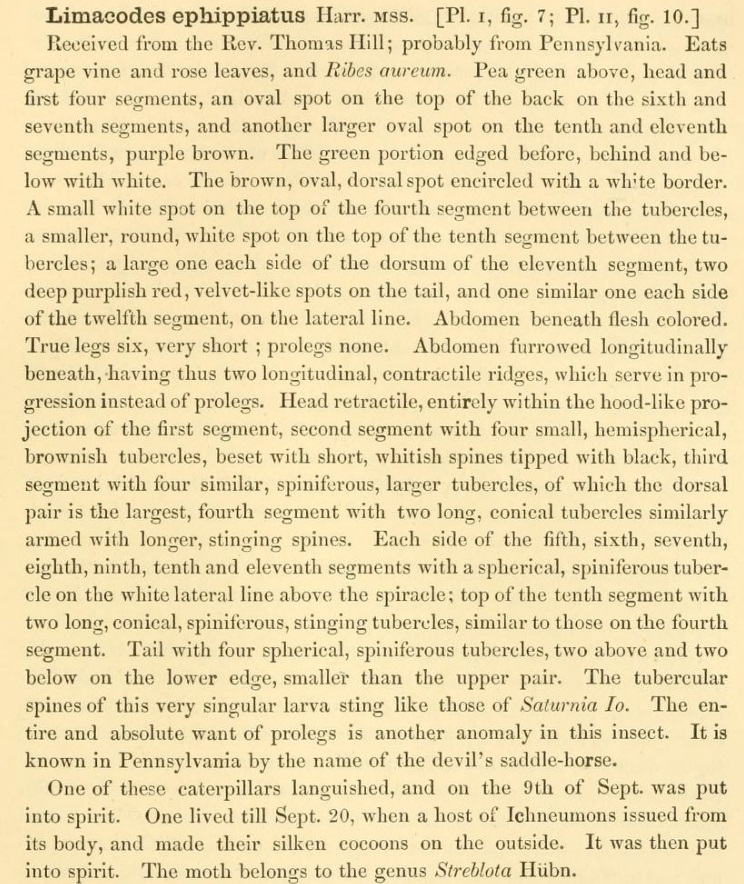 Limacodes ephippiatus Harr. MSS. [Pl. I, fig. 7; Pl. II, fig. 10.]
Received from the Rev. Thomas Hill; probably from Pennsylvania. Eats
grape vine and rose leaves, and Ribes aureum. Pea green above, head and
first four segments, an oval spot on the top of the back on the sixth and
seventh segments, and another larger oval spot on the tenth and eleventh
segments, purple brown. The green portion edged before, behind and be-
low with white. The brown, oval, dorsal spot encircled with a white border.
A small white spot on the top of the fourth segment between the tubercles,
a smaller, round, white spot on the top of the tenth segment between the tu-
bercles; a large one each side of the dorsum of the eleventh segment, two
deep purplish red, velvet-like spots on the tail, and one similar one each side
of the twelfth segment, on the lateral line. Abdomen beneath flesh colored.
True legs six, very short ; prolegs none. Abdomen furrowed longitudinally
beneath, having thus two longitudinal, contractile ridges, which serve in pro-
gression instead of prolegs. Head retractile, entirely within the hood-like pro-
jection of the first segment, second segment with four small, hemispherical,
brownish tubercles, beset with short, whitish spines tipped with black, third
segment with four similar, spiniferous, larger tubercles, of which the dorsal
pair is the largest, fourth segment with two long, conical tubercles similarly
armed with longer, stinging spines. Each side of the fifth, sixth, seventh,
eighth, ninth, tenth and eleventh segments with a spherical, spiniferous tuber-
cle on the white lateral line above the spiracle; top of the tenth segment with
two long, conical, spiniferous, stinging tubercles, similar to those on the fourth
segment. Tail with four spherical, spiniferous tubercles, two above and two
below on the lower edge, smaller than the upper pair. The tubercular
spines of this very singular larva sting like those of Saturnia Io. The en-
tire and absolute want of prolegs is another anomaly in this insect. It is
known in Pennsylvania by the name of the devil's saddle-horse.
One of these caterpillars languished, and on the 9th of Sept. was put
into spirit. One lived till Sept. 20, when a host of Ichneumons issued from
its body, and made their silken cocoons on the outside. It was then put
into spirit. The moth belongs to the genus Streblota Hübn.